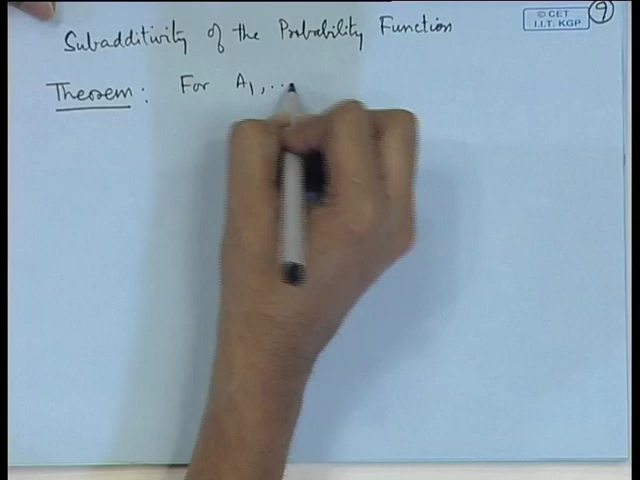 © CET
I.I.T. KGP
9
Subadditivity of the Probability Function
Theorem : For A1, ...